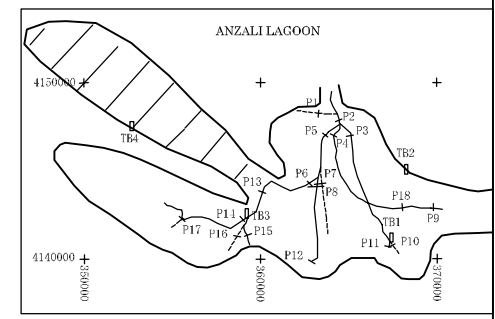 ANZALI LAGOON
4150000
P1
P2
TB4
P5
P4
P3
TB2
P13
P6
P7
P8
P14
TB3
P18
P9
P17
P16
P15
TB1
P11
P10
P12
4140000
350000
360000
370000